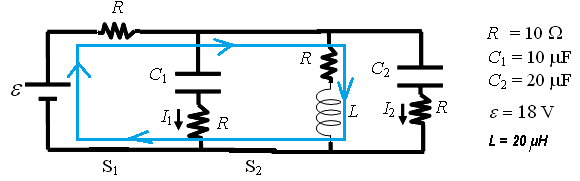 R
ε
C₁
I₁
R
R
L
C₂
I₂
R
S₁
S₂
R = 10 Ω
C₁ = 10 μF
C₂ = 20 μF
ε = 18 V
L = 20 μH